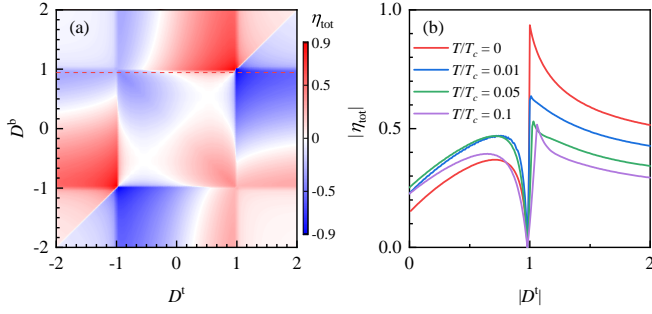 (a)
η_tot
2
1
0
-1
-2
D^b
-2
-1
0
1
2
D^t
0.9
0.5
0
-0.5
-0.9
(b)
T/T_c = 0
T/T_c = 0.01
T/T_c = 0.05
T/T_c = 0.1
1.0
0.5
0.0
|η_tot|
0
1
2
|D^t|